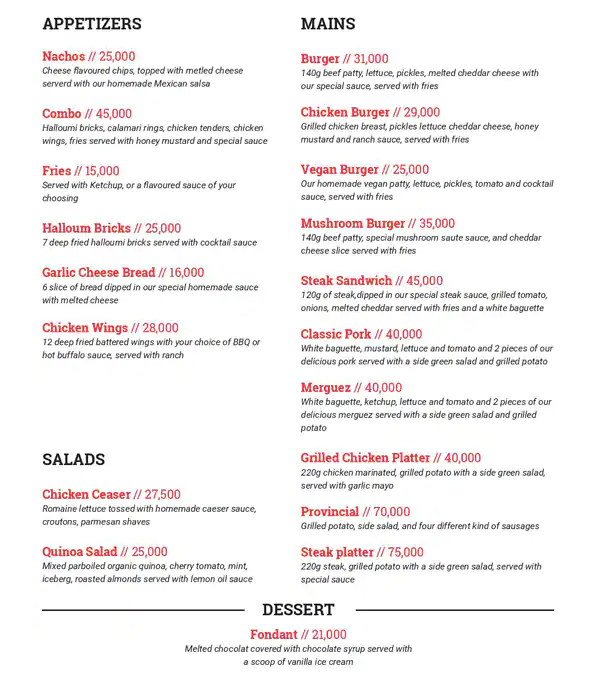 APPETIZERS
Nachos // 25,000
Cheese flavoured chips, topped with metled cheese
serverd with our homemade Mexican salsa
Combo // 45,000
Halloumi bricks, calamari rings, chicken tenders, chicken
wings, fries served with honey mustard and special sauce
Fries // 15,000
Served with Ketchup, or a flavoured sauce of your
choosing
Halloum Bricks // 25,000
7 deep fried halloumi bricks served with cocktail sauce
Garlic Cheese Bread // 16,000
6 slice of bread dipped in our special homemade sauce
with melted cheese
Chicken Wings // 28,000
12 deep fried battered wings with your choice of BBQ or
hot buffalo sauce, served with ranch
SALADS
Chicken Ceaser // 27,500
Romaine lettuce tossed with homemade caeser sauce,
croutons, parmesan shaves
Quinoa Salad // 25,000
Mixed parboiled organic quinoa, cherry tomato, mint,
iceberg, roasted almonds served with lemon oil sauce
MAINS
Burger // 31,000
140g beef patty, lettuce, pickles, melted cheddar cheese with
our special sauce, served with fries
Chicken Burger // 29,000
Grilled chicken breast, pickles lettuce cheddar cheese, honey
mustard and ranch sauce, served with fries
Vegan Burger // 25,000
Our homemade vegan patty, lettuce, pickles, tomato and cocktail
sauce, served with fries
Mushroom Burger // 35,000
140g beef patty, special mushroom saute sauce, and cheddar
cheese slice served with fries
Steak Sandwich // 45,000
120g of steak,dipped in our special steak sauce, grilled tomato,
onions, melted cheddar served with fries and a white baguette
Classic Pork // 40,000
White baguette, mustard, lettuce and tomato and 2 pieces of our
delicious pork served with a side green salad and grilled potato
Merguez // 40,000
White baguette, ketchup, lettuce and tomato and 2 pieces of our
delicious merguez served with a side green salad and grilled
potato
Grilled Chicken Platter // 40,000
220g chicken marinated, grilled potato with a side green salad,
served with garlic mayo
Provincial // 70,000
Grilled potato, side salad, and four different kind of sausages
Steak platter // 75,000
220g steak, grilled potato with a side green salad, served with
special sauce
DESSERT
Fondant // 21,000
Melted chocolat covered with chocolate syrup served with
a scoop of vanilla ice cream